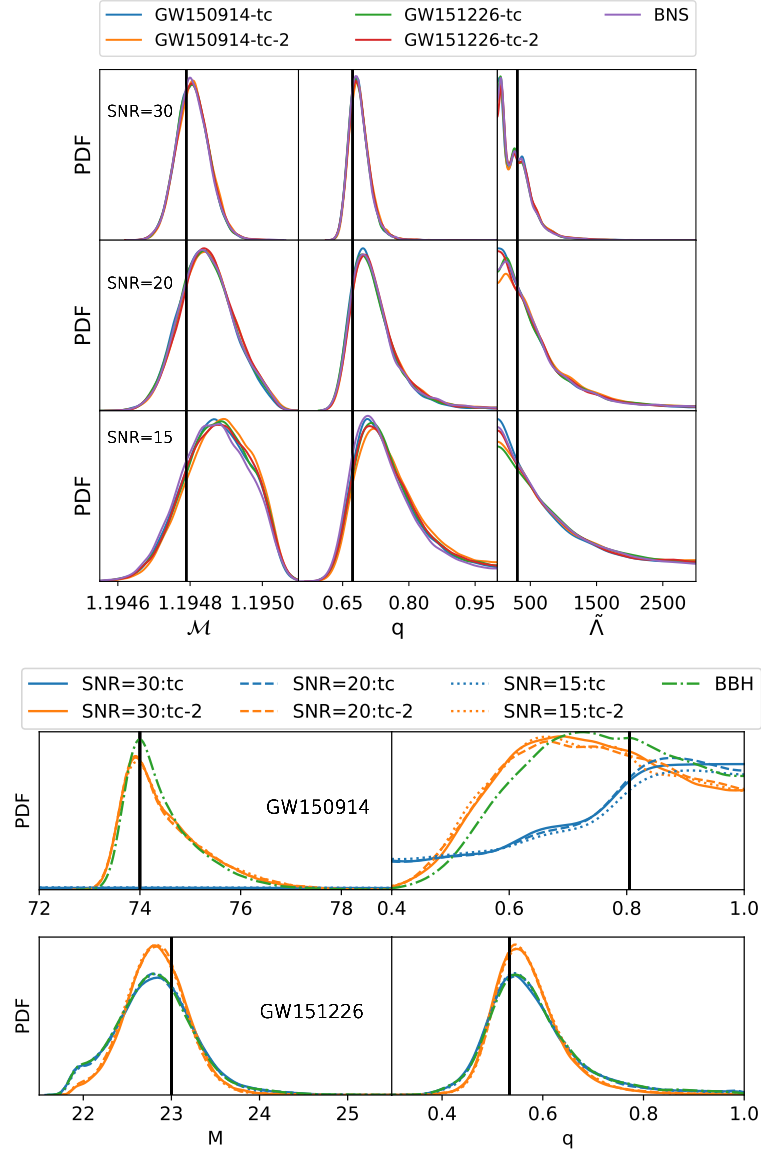 GW150914-tc GW151226-tc BNS
GW150914-tc-2 GW151226-tc-2
SNR=30
PDF
SNR=20
PDF
SNR=15
PDF
1.1946 1.1948 1.1950 0.65 0.80 0.95 500 1500 2500
ℳ q Λ̃
SNR=30:tc SNR=20:tc SNR=15:tc BBH
SNR=30:tc-2 SNR=20:tc-2 SNR=15:tc-2
GW150914
PDF
72 74 76 78 0.4 0.6 0.8 1.0
GW151226
PDF
22 23 24 25 0.4 0.6 0.8 1.0
M q